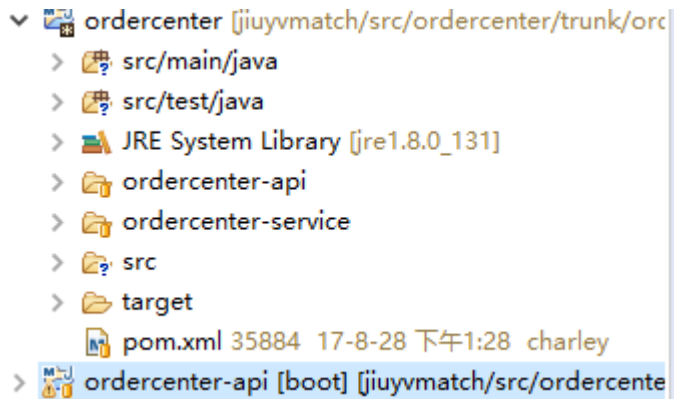 ordercenter [jiuyvmatch/src/ordercenter/trunk/orc
src/main/java
src/test/java
JRE System Library [jre1.8.0_131]
ordercenter-api
ordercenter-service
src
target
pom.xml 35884 17-8-28 下午1:28 charley
ordercenter-api [boot] [jiuyvmatch/src/ordercente